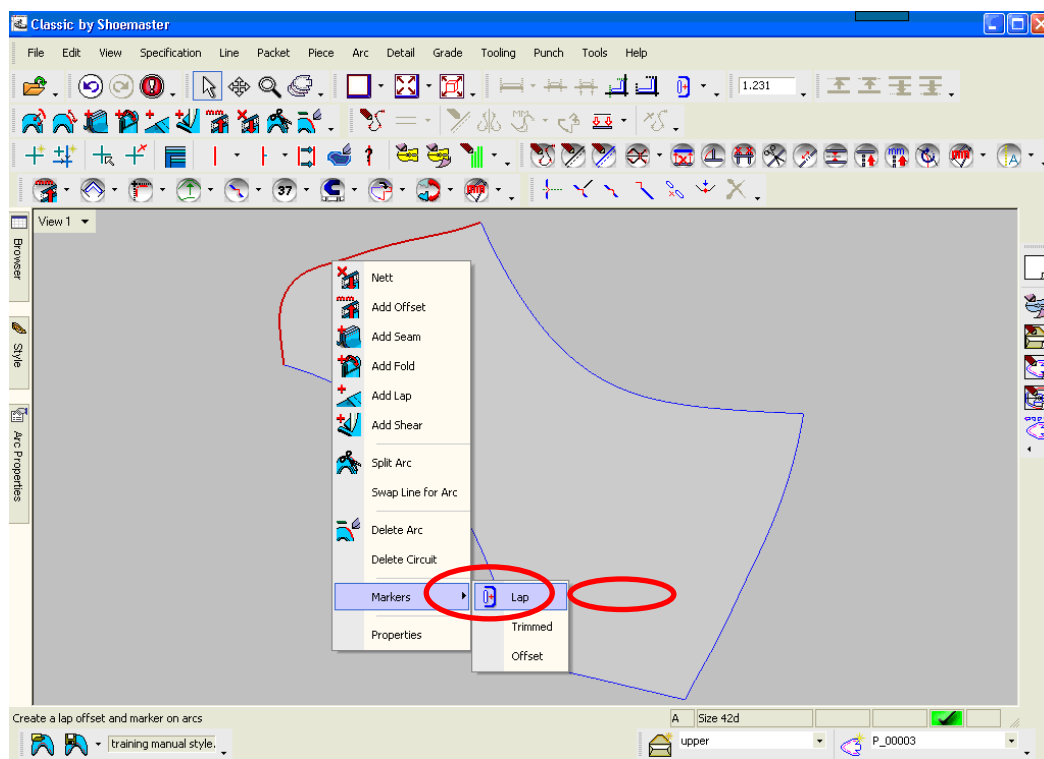 Classic by Shoemaster
File Edit View Specification Line Packet Piece Arc Detail Grade Tooling Punch Tools Help
1.231
37
View 1
Browser
Style
Arc Properties
Nett
Add Offset
Add Seam
Add Fold
Add Lap
Add Shear
Split Arc
Swap Line for Arc
Delete Arc
Delete Circuit
Markers
Lap
Trimmed
Offset
Properties
Create a lap offset and marker on arcs
A Size 42d
training manual style.
upper
P_00003